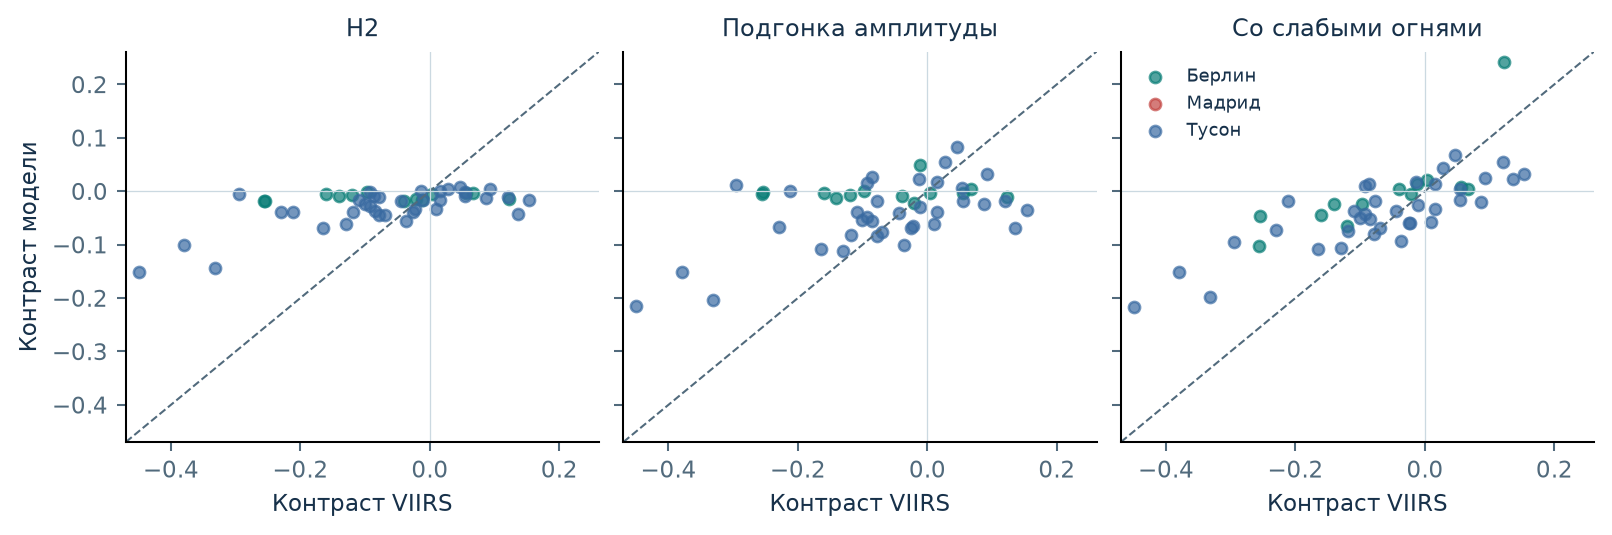 H2
Подгонка амплитуды
Со слабыми огнями
Контраст модели
0.2
0.1
0.0
−0.1
−0.2
−0.3
−0.4
Берлин
Мадрид
Тусон
−0.4 −0.2 0.0 0.2
−0.4 −0.2 0.0 0.2
−0.4 −0.2 0.0 0.2
Контраст VIIRS
Контраст VIIRS
Контраст VIIRS